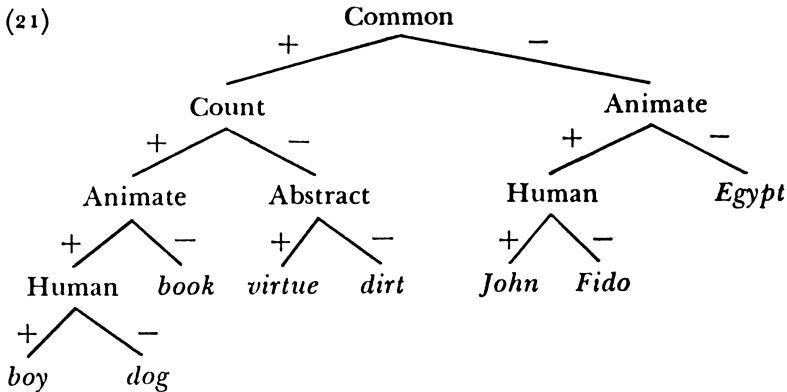 (21)
Common
+ −
Count Animate
+ − + −
Animate Abstract Human Egypt
+ − + − + −
Human book virtue dirt John Fido
+ −
boy dog